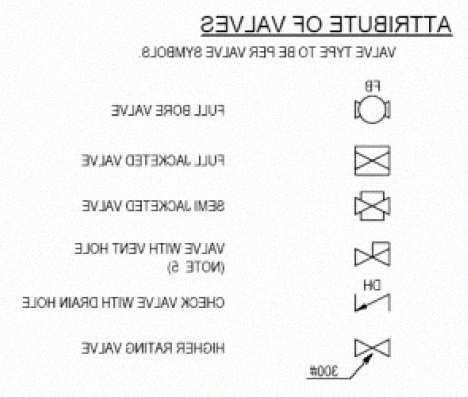 ATTRIBUTE OF VALVES
VALVE TYPE TO BE PER VALVE SYMBOLS.
FB
FULL BORE VALVE
FULL JACKETED VALVE
SEMI JACKETED VALVE
VALVE WITH VENT HOLE
(NOTE 5)
DH
CHECK VALVE WITH DRAIN HOLE
HIGHER RATING VALVE
300#